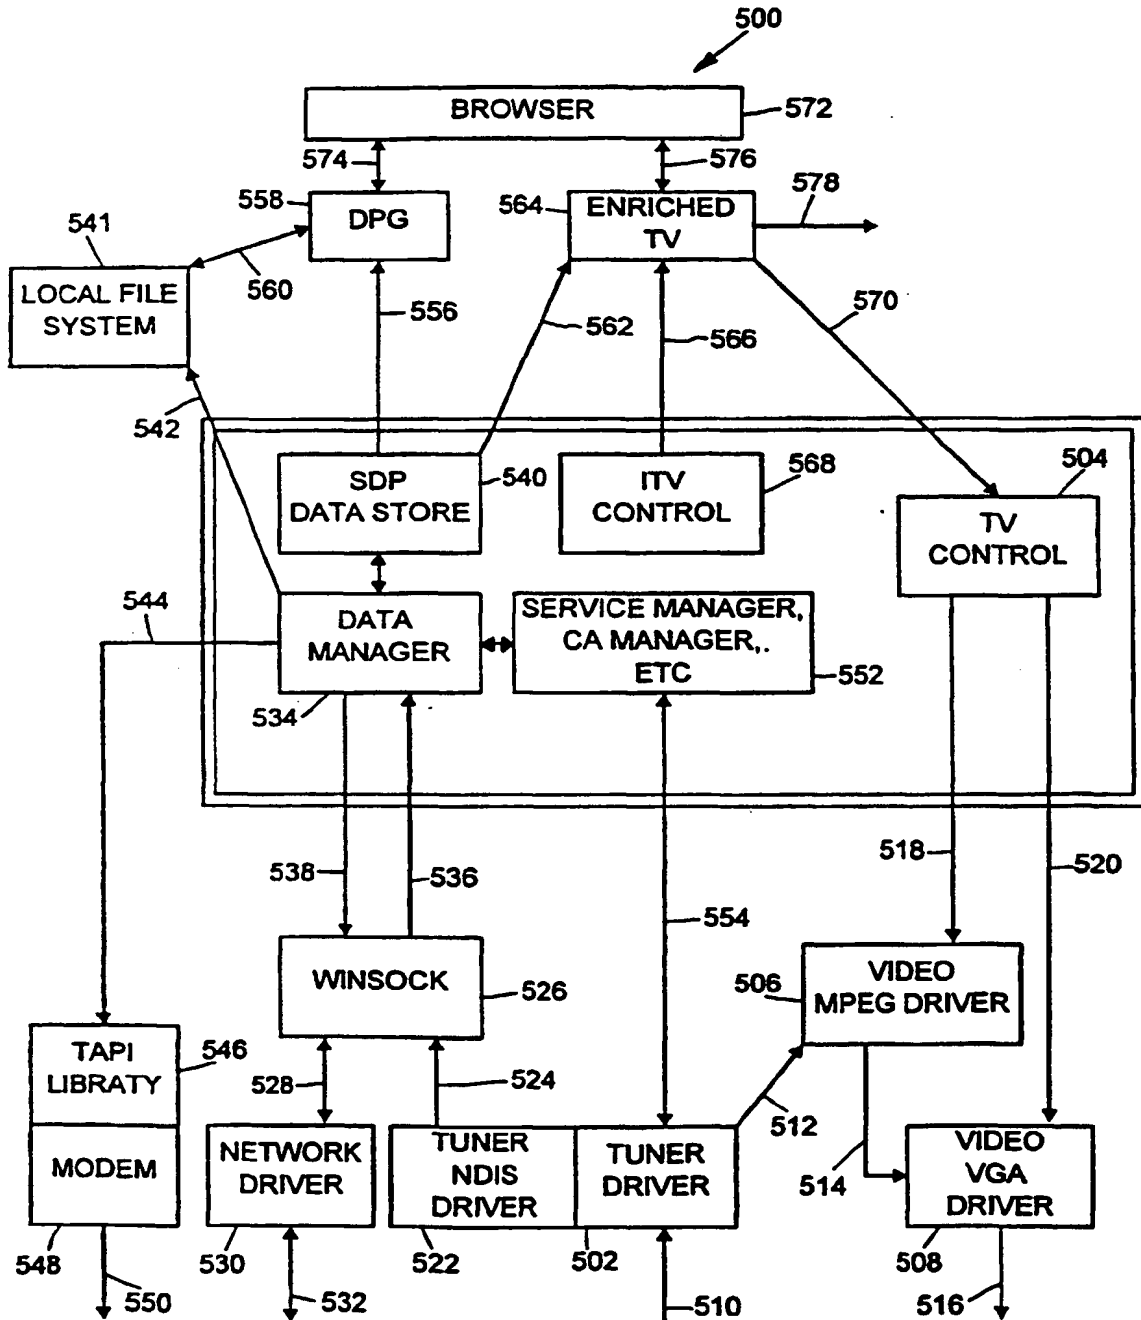 500
BROWSER
572
574
576
558
DPG
564
ENRICHED
TV
578
541
LOCAL FILE
SYSTEM
560
556
562
566
570
542
SDP
DATA STORE
540
ITV
CONTROL
568
504
TV
CONTROL
544
DATA
MANAGER
534
SERVICE MANAGER,
CA MANAGER,.
ETC
552
538
536
554
518
520
WINSOCK
526
506
VIDEO
MPEG DRIVER
TAPI
LIBRATY
546
528
524
512
514
MODEM
548
550
NETWORK
DRIVER
530
532
TUNER
NDIS
DRIVER
522
TUNER
DRIVER
502
510
VIDEO
VGA
DRIVER
508
516